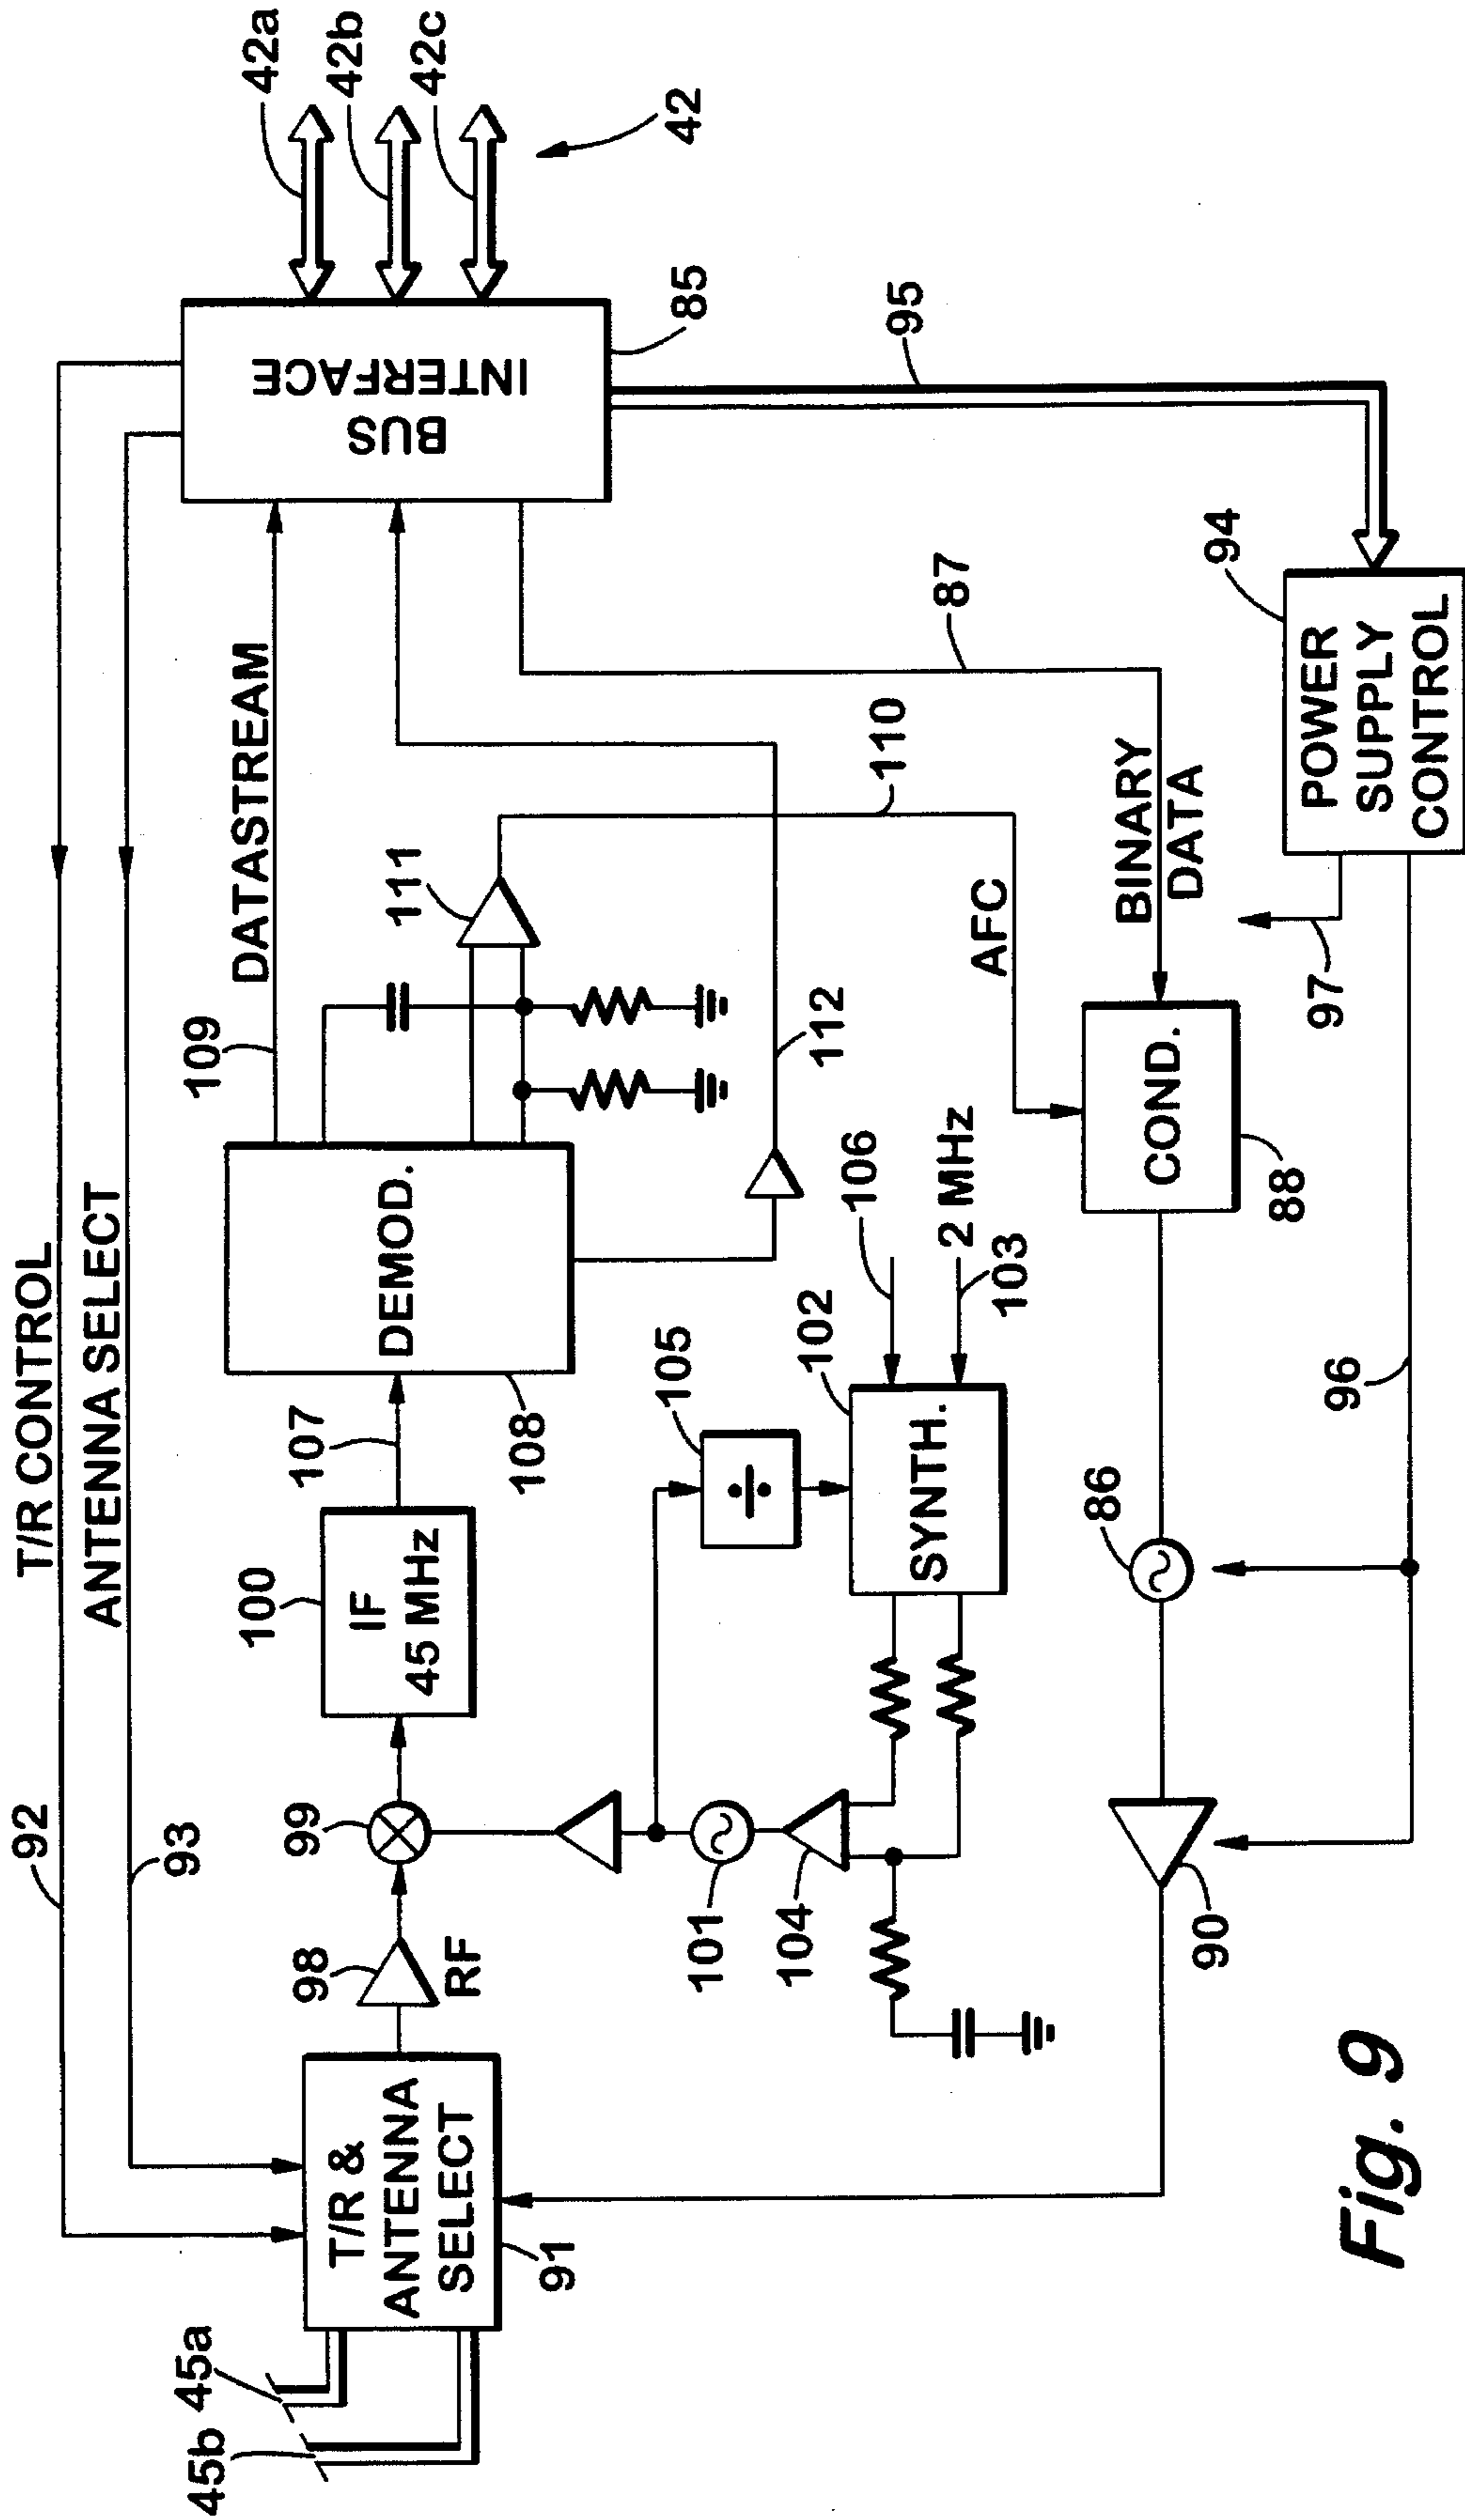 T/R CONTROL
ANTENNA SELECT
92
93
42a
42b
42c
42
BUS
INTERFACE
85
95
DATASTREAM
109
111
110
87
112
DEMOD.
108
107
IF
45 MHz
100
99
98
RF
T/R &
ANTENNA
SELECT
91
45a
45b
101
104
105
102
SYNTH.
106
2 MHz
103
AFC
BINARY
DATA
COND.
88
86
90
94
POWER
SUPPLY
CONTROL
97
96
Fig. 9